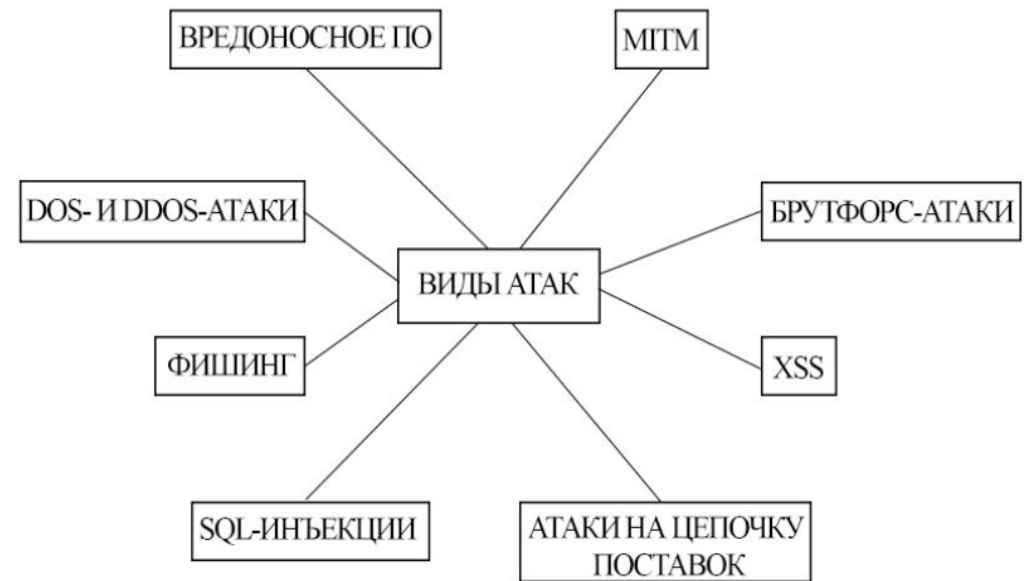 ВРЕДОНОСНОЕ ПО
MITM
DOS- И DDOS-АТАКИ
БРУТФОРС-АТАКИ
ВИДЫ АТАК
ФИШИНГ
XSS
SQL-ИНЪЕКЦИИ
АТАКИ НА ЦЕПОЧКУ
ПОСТАВОК